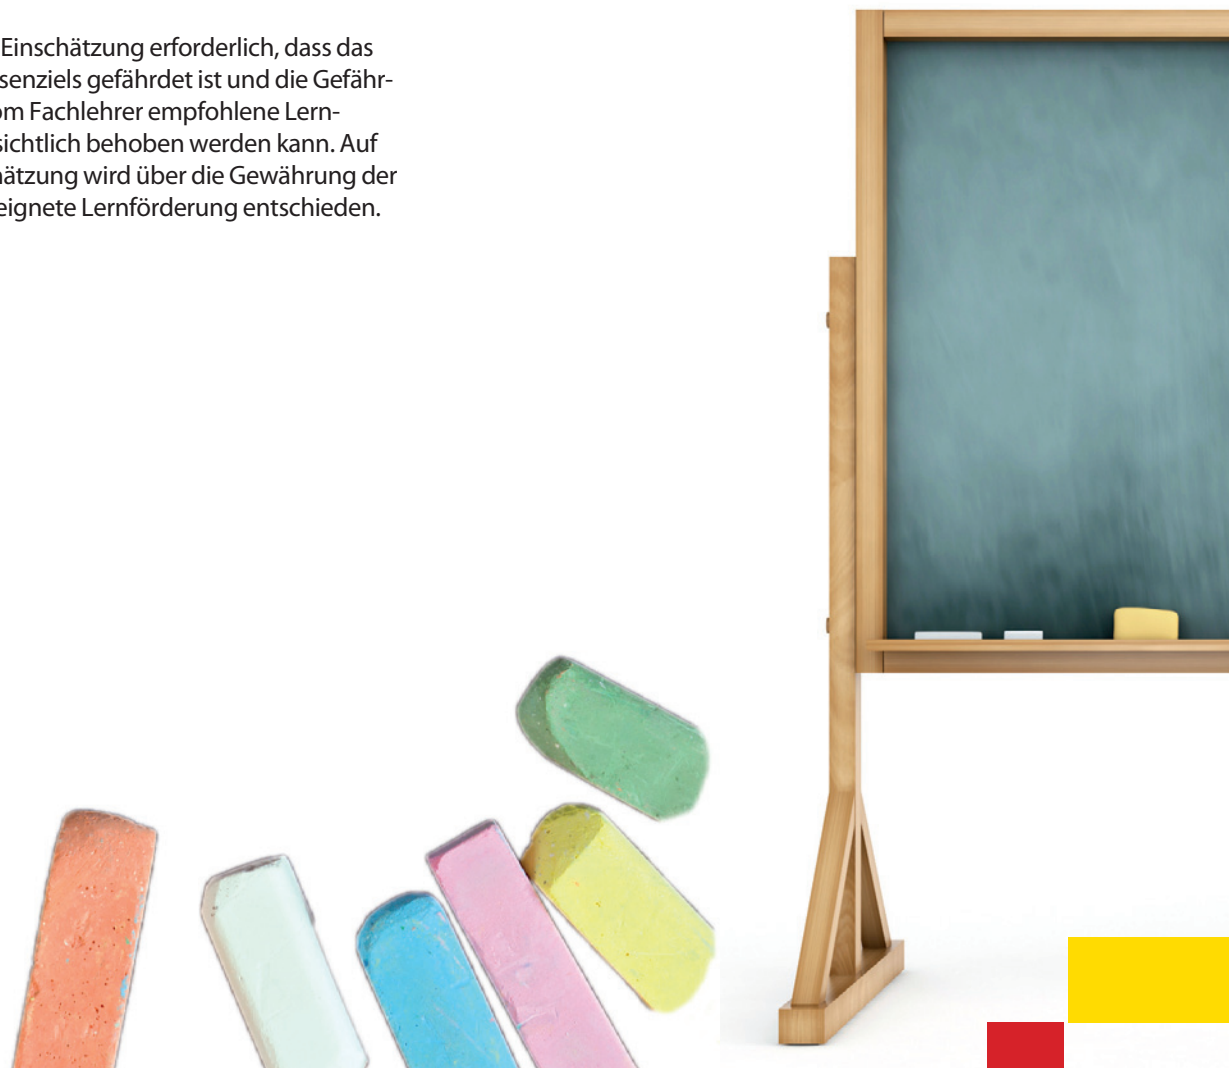 Einschätzung erforderlich, dass das
senziels gefährdet ist und die Gefähr-
om Fachlehrer empfohlene Lern-
sichtlich behoben werden kann. Auf
hätzung wird über die Gewährung der
eignete Lernförderung entschieden.